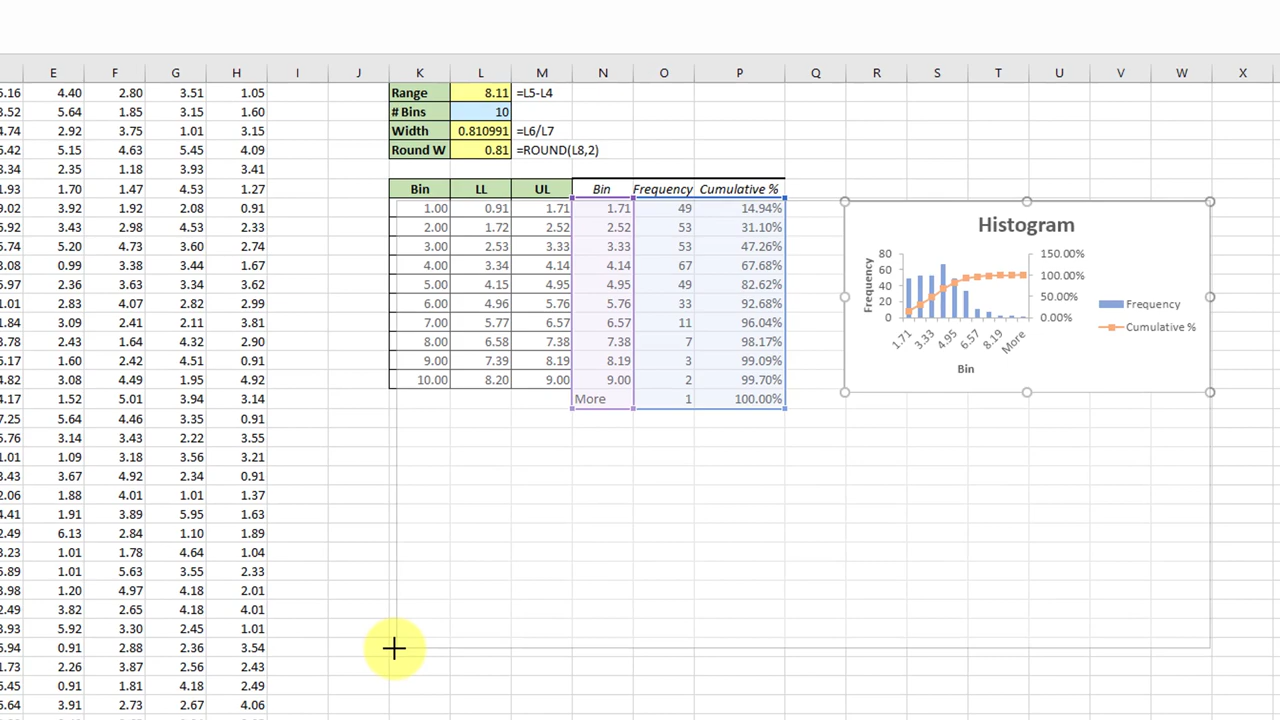 E F G H I J K L M N O P Q R S T U V W X
5.16 4.40 2.80 3.51 1.05 Range 8.11 =L5-L4
3.52 5.64 1.85 3.15 1.60 # Bins 10
4.74 2.92 3.75 1.01 3.15 Width 0.810991 =L6/L7
5.42 5.15 4.63 5.45 4.09 Round W 0.81 =ROUND(L8,2)
3.34 2.35 1.18 3.93 3.41
1.93 1.70 1.47 4.53 1.27 Bin LL UL Bin Frequency Cumulative %
9.02 3.92 1.92 2.08 0.91 1.00 0.91 1.71 1.71 49 14.94%
5.92 3.43 2.98 4.53 2.33 2.00 1.72 2.52 2.52 53 31.10%
5.74 5.20 4.73 3.60 2.74 3.00 2.53 3.33 3.33 53 47.26%
3.08 0.99 3.38 3.44 1.67 4.00 3.34 4.14 4.14 67 67.68%
5.97 2.36 3.63 3.34 3.62 5.00 4.15 4.95 4.95 49 82.62%
1.01 2.83 4.07 2.82 2.99 6.00 4.96 5.76 5.76 33 92.68%
1.84 3.09 2.41 2.11 3.81 7.00 5.77 6.57 6.57 11 96.04%
3.78 2.43 1.64 4.32 2.90 8.00 6.58 7.38 7.38 7 98.17%
5.17 1.60 2.42 4.51 0.91 9.00 7.39 8.19 8.19 3 99.09%
4.82 3.08 4.49 1.95 4.92 10.00 8.20 9.00 9.00 2 99.70%
4.17 1.52 5.01 3.94 3.14 More 1 100.00%
7.25 5.64 4.46 3.35 0.91
5.76 3.14 3.43 2.22 3.55
1.01 1.09 3.18 3.56 3.21
3.43 3.67 4.92 2.34 0.91
2.06 1.88 4.01 1.01 1.37
4.41 1.91 3.89 5.95 1.63
2.49 6.13 2.84 1.10 1.89
3.23 1.01 1.78 4.64 1.04
5.89 1.01 5.63 3.55 2.33
3.98 1.20 4.97 4.18 2.01
2.49 3.82 2.65 4.18 4.01
3.93 5.92 3.30 2.45 1.01
5.94 0.91 2.88 2.36 3.54
1.73 2.26 3.87 2.56 2.43
5.45 0.91 1.81 4.18 2.49
5.64 3.91 2.73 2.67 4.06
Histogram
80 150.00%
60 100.00%
40
20 50.00%
0 0.00%
Frequency
1.71 3.33 4.95 6.57 8.19 More
Bin
Frequency
Cumulative %